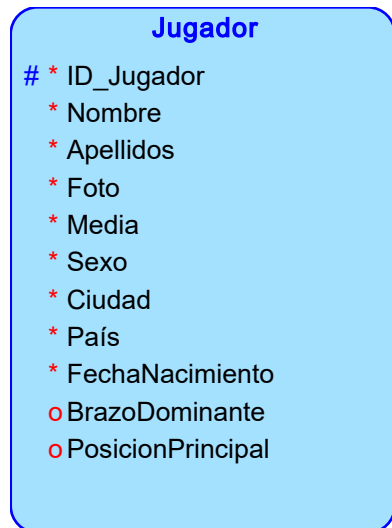 Jugador
# * ID_Jugador
* Nombre
* Apellidos
* Foto
* Media
* Sexo
* Ciudad
* País
* FechaNacimiento
o BrazoDominante
o PosicionPrincipal